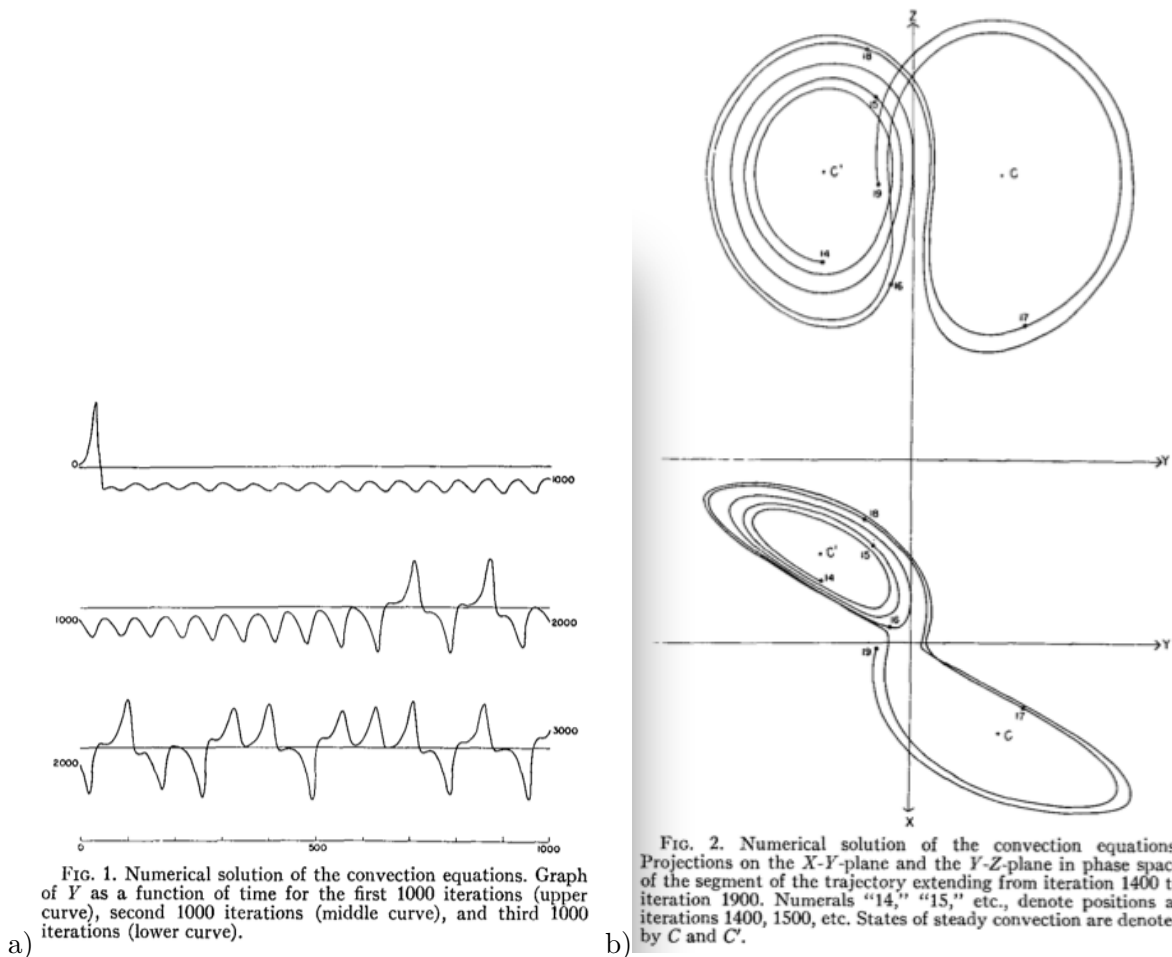 0
1000
1000
2000
2000
3000
0
500
1000
FIG. 1. Numerical solution of the convection equations. Graph
of Y as a function of time for the first 1000 iterations (upper
curve), second 1000 iterations (middle curve), and third 1000
iterations (lower curve).
a)
Z
18
15
C'
C
19
14
16
17
Y
18
C'
15
14
16
Y
19
17
C
X
FIG. 2. Numerical solution of the convection equations
Projections on the X-Y-plane and the Y-Z-plane in phase spac
of the segment of the trajectory extending from iteration 1400 t
iteration 1900. Numerals “14,” “15,” etc., denote positions a
iterations 1400, 1500, etc. States of steady convection are denote
by C and C'.
b)